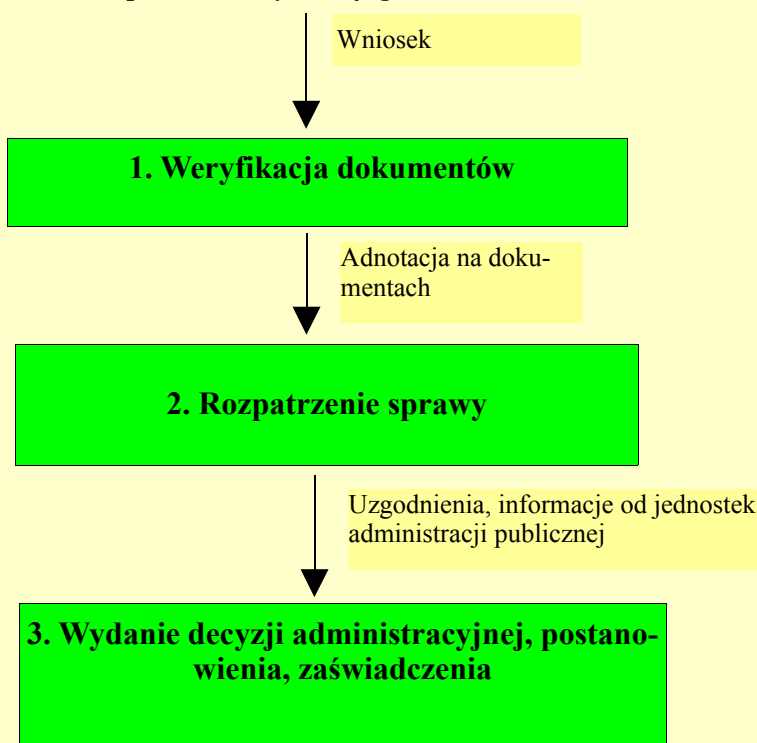 Wniosek
1. Weryfikacja dokumentów
Adnotacja na doku-
mentach
2. Rozpatrzenie sprawy
Uzgodnienia, informacje od jednostek
administracji publicznej
3. Wydanie decyzji administracyjnej, postano-
wienia, zaświadczenia